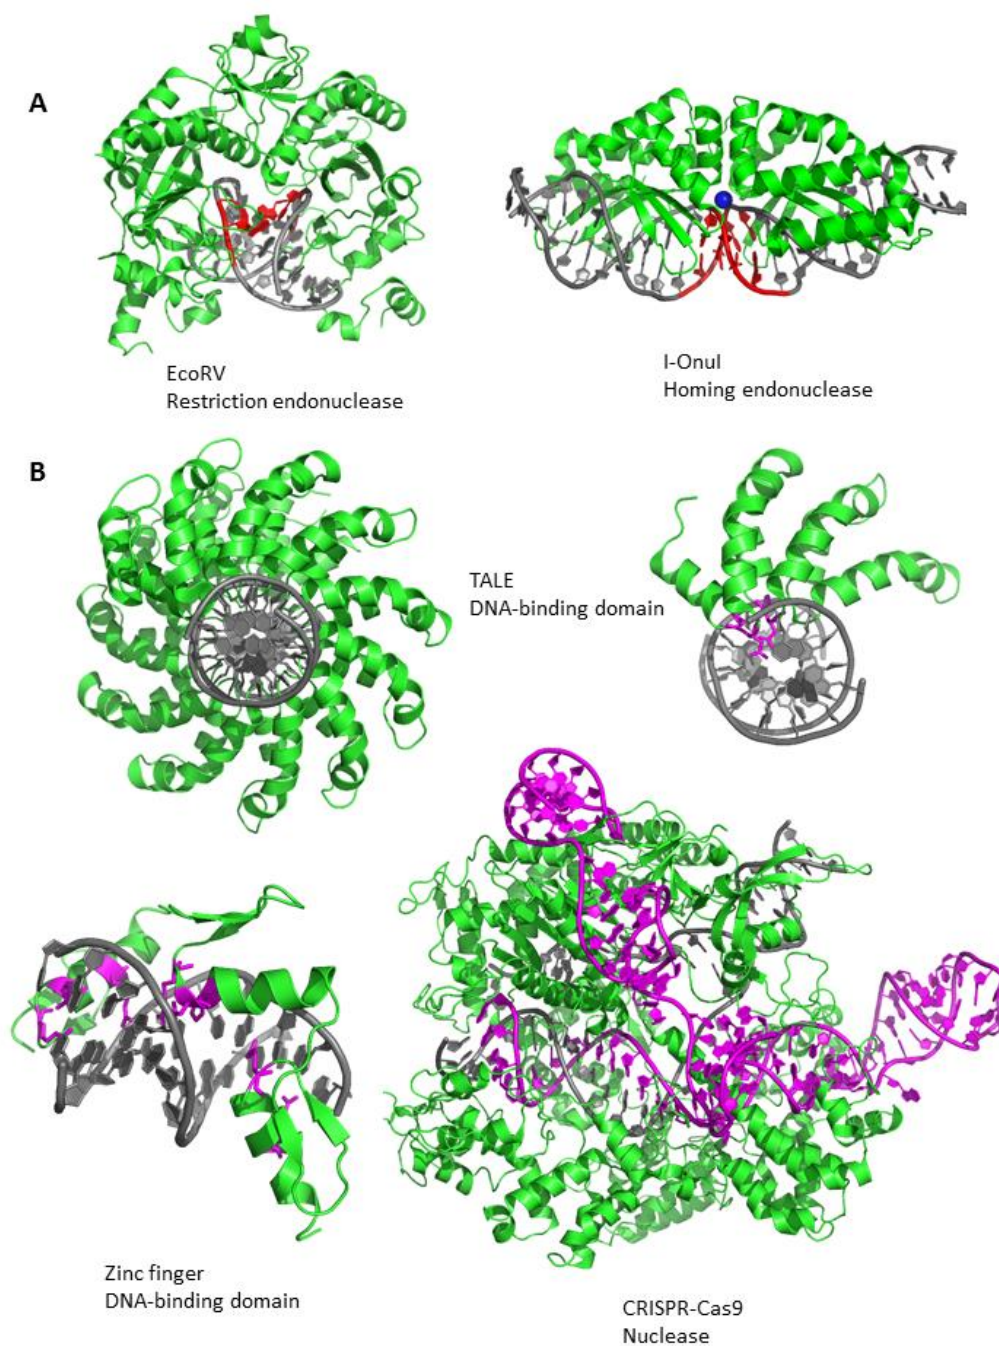 A
EcoRV
Restriction endonuclease
I-OnuI
Homing endonuclease
B
TALE
DNA-binding domain
Zinc finger
DNA-binding domain
CRISPR-Cas9
Nuclease